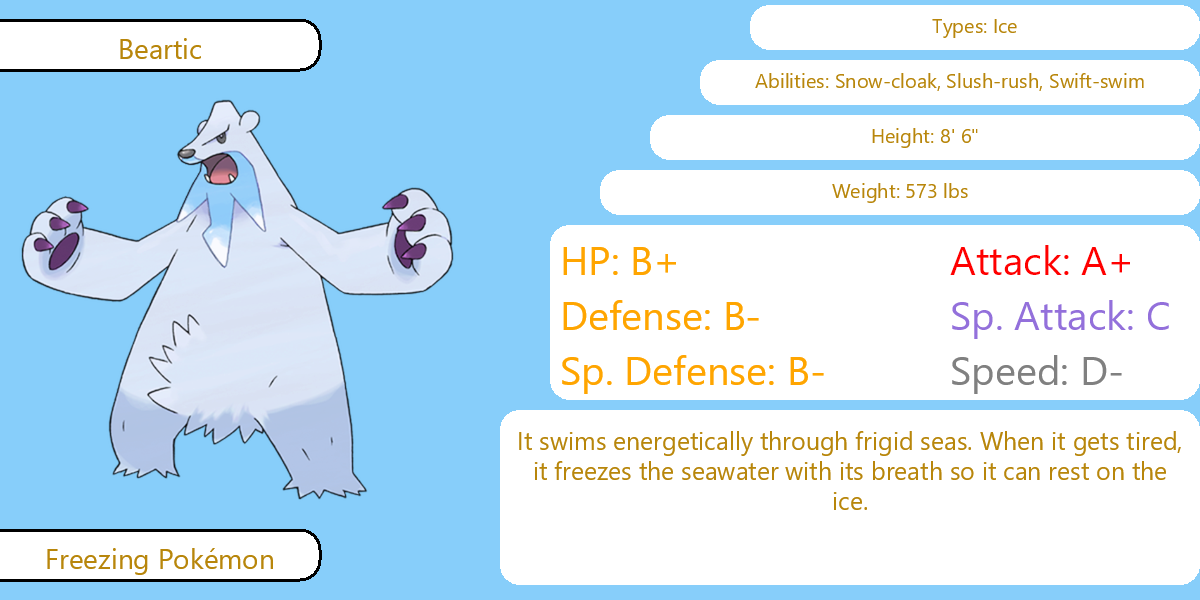 Beartic
Types: Ice
Abilities: Snow-cloak, Slush-rush, Swift-swim
Height: 8' 6"
Weight: 573 lbs
HP: B+
Attack: A+
Defense: B-
Sp. Attack: C
Sp. Defense: B-
Speed: D-
It swims energetically through frigid seas. When it gets tired,
it freezes the seawater with its breath so it can rest on the
ice.
Freezing Pokémon